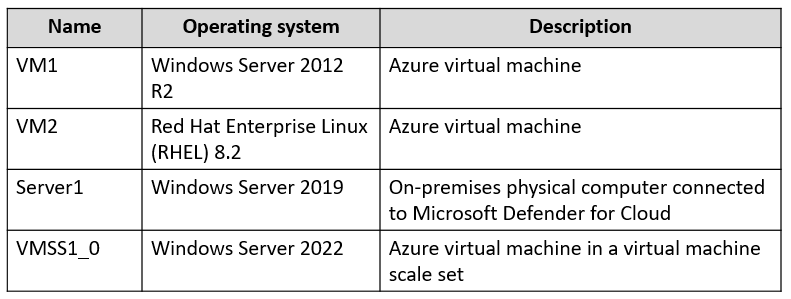 Name Operating system Description
VM1 Windows Server 2012 Azure virtual machine
R2
VM2 Red Hat Enterprise Linux Azure virtual machine
(RHEL) 8.2
Server1 Windows Server 2019 On-premises physical computer connected
to Microsoft Defender for Cloud
VMSS1_0 Windows Server 2022 Azure virtual machine in a virtual machine
scale set